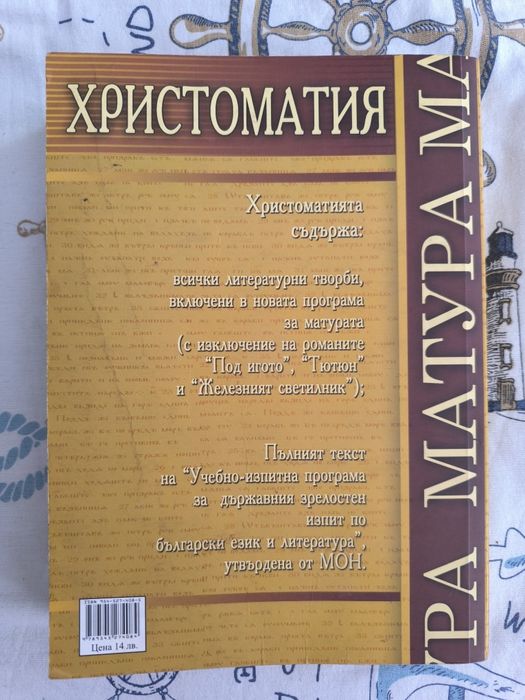 ХРИСТОМАТИЯ
Христоматията
съдържа:
всички литературни творби,
включени в новата програма
за матурата
(с изключение на романите
"Под игото", "Тютюн"
и "Железният светилник");
Пълният текст
на "Учебно-изпитна програма
за държавния зрелостен
изпит по
български език и литература",
утвърдена от МОН.
Цена 14 лв.
РА МАТУРА МА